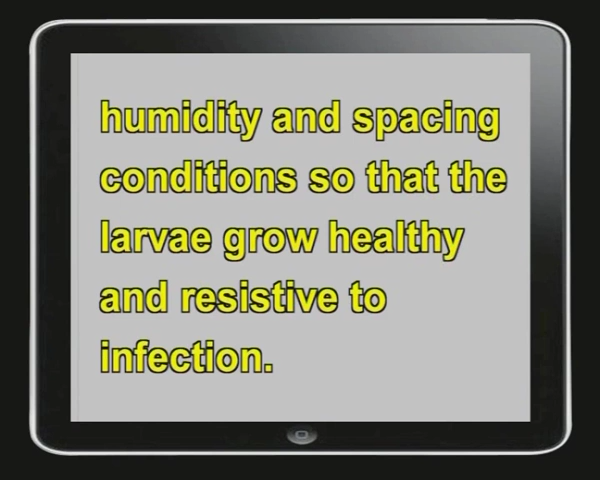 humidity and spacing
conditions so that the
larvae grow healthy
and resistive to
infection.